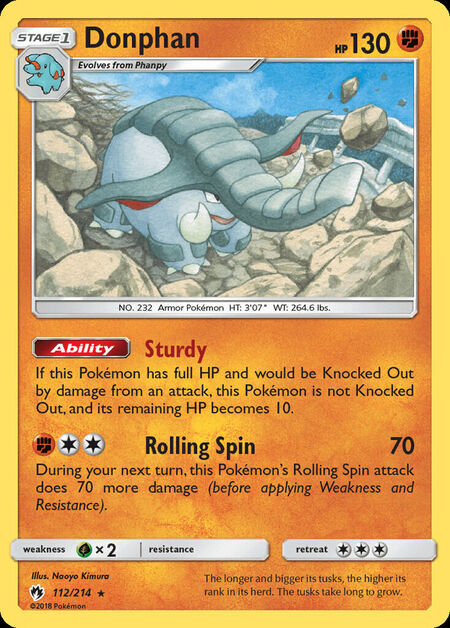 STAGE 1
Donphan
HP 130
Evolves from Phanpy
NO. 232 Armor Pokémon HT: 3'07" WT: 264.6 lbs.
Ability Sturdy
If this Pokémon has full HP and would be Knocked Out
by damage from an attack, this Pokémon is not Knocked
Out, and its remaining HP becomes 10.
Rolling Spin 70
During your next turn, this Pokémon's Rolling Spin attack
does 70 more damage (before applying Weakness and
Resistance).
weakness ×2 resistance retreat
Illus. Naoyo Kimura
112/214 ★
©2018 Pokémon
The longer and bigger its tusks, the higher its
rank in its herd. The tusks take long to grow.